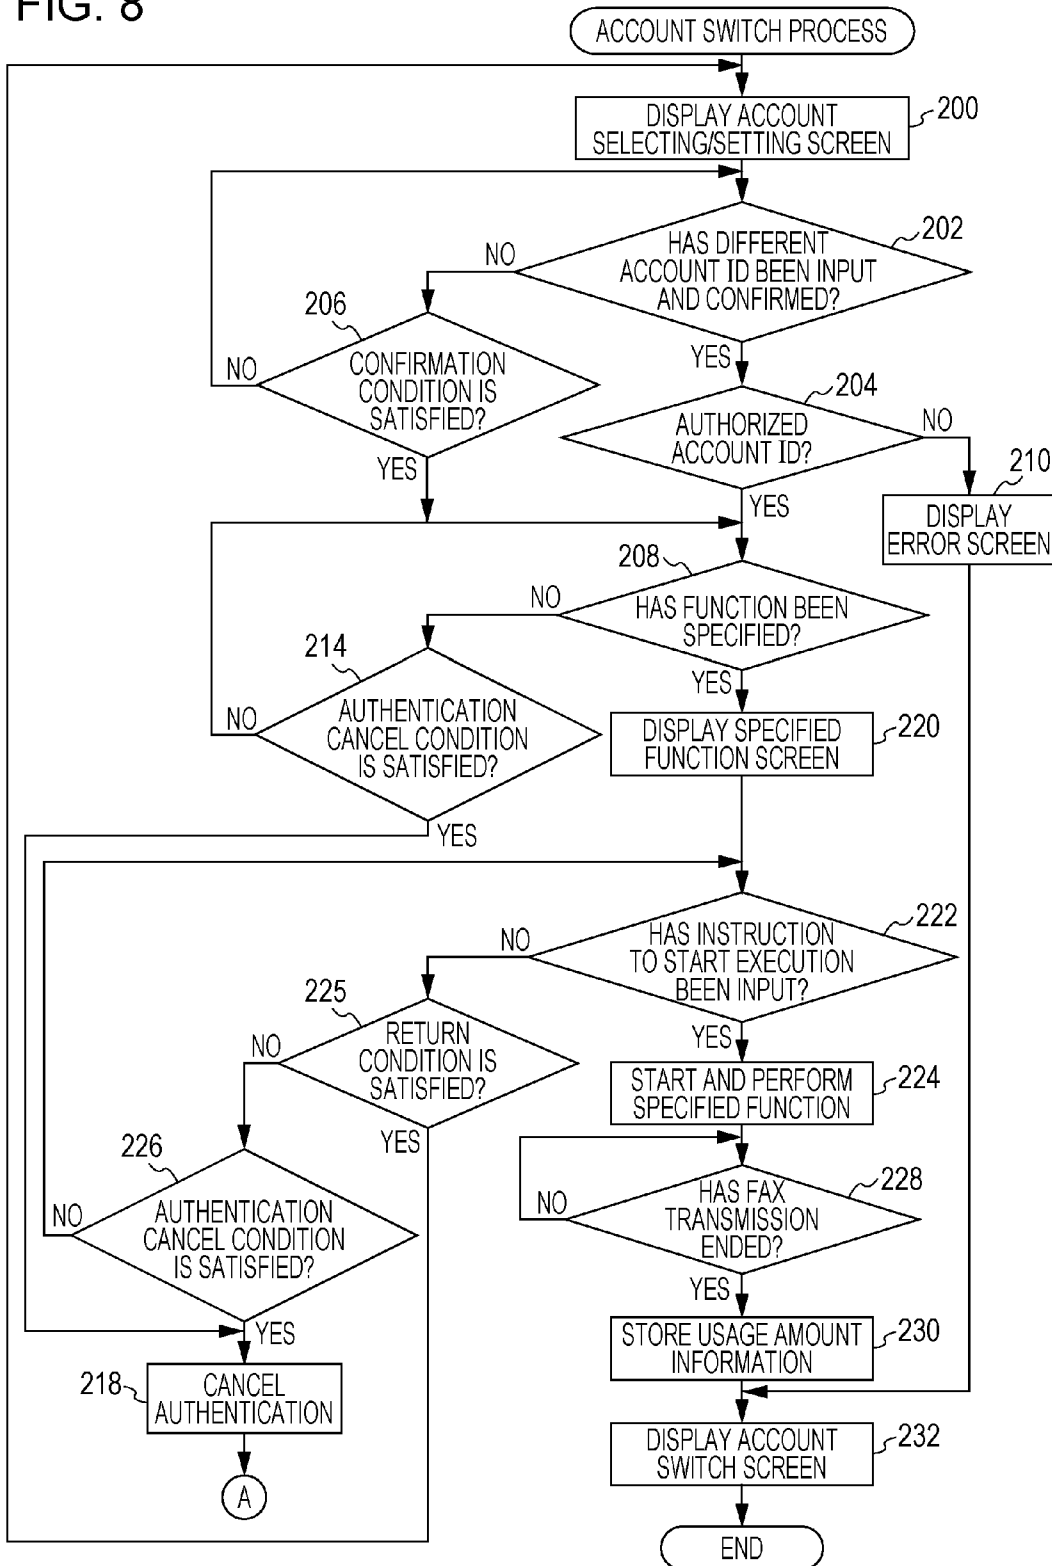 FIG. 8
ACCOUNT SWITCH PROCESS
DISPLAY ACCOUNT
SELECTING/SETTING SCREEN
200
HAS DIFFERENT
ACCOUNT ID BEEN INPUT
AND CONFIRMED?
202
NO
YES
206
CONFIRMATION
CONDITION IS
SATISFIED?
NO
YES
204
AUTHORIZED
ACCOUNT ID?
NO
YES
210
DISPLAY
ERROR SCREEN
208
HAS FUNCTION BEEN
SPECIFIED?
NO
YES
214
AUTHENTICATION
CANCEL CONDITION
IS SATISFIED?
NO
YES
DISPLAY SPECIFIED
FUNCTION SCREEN
220
222
HAS INSTRUCTION
TO START EXECUTION
BEEN INPUT?
NO
YES
225
RETURN
CONDITION IS
SATISFIED?
NO
YES
START AND PERFORM
SPECIFIED FUNCTION
224
226
AUTHENTICATION
CANCEL CONDITION
IS SATISFIED?
NO
YES
228
HAS FAX
TRANSMISSION
ENDED?
NO
YES
STORE USAGE AMOUNT
INFORMATION
230
218
CANCEL
AUTHENTICATION
A
DISPLAY ACCOUNT
SWITCH SCREEN
232
END